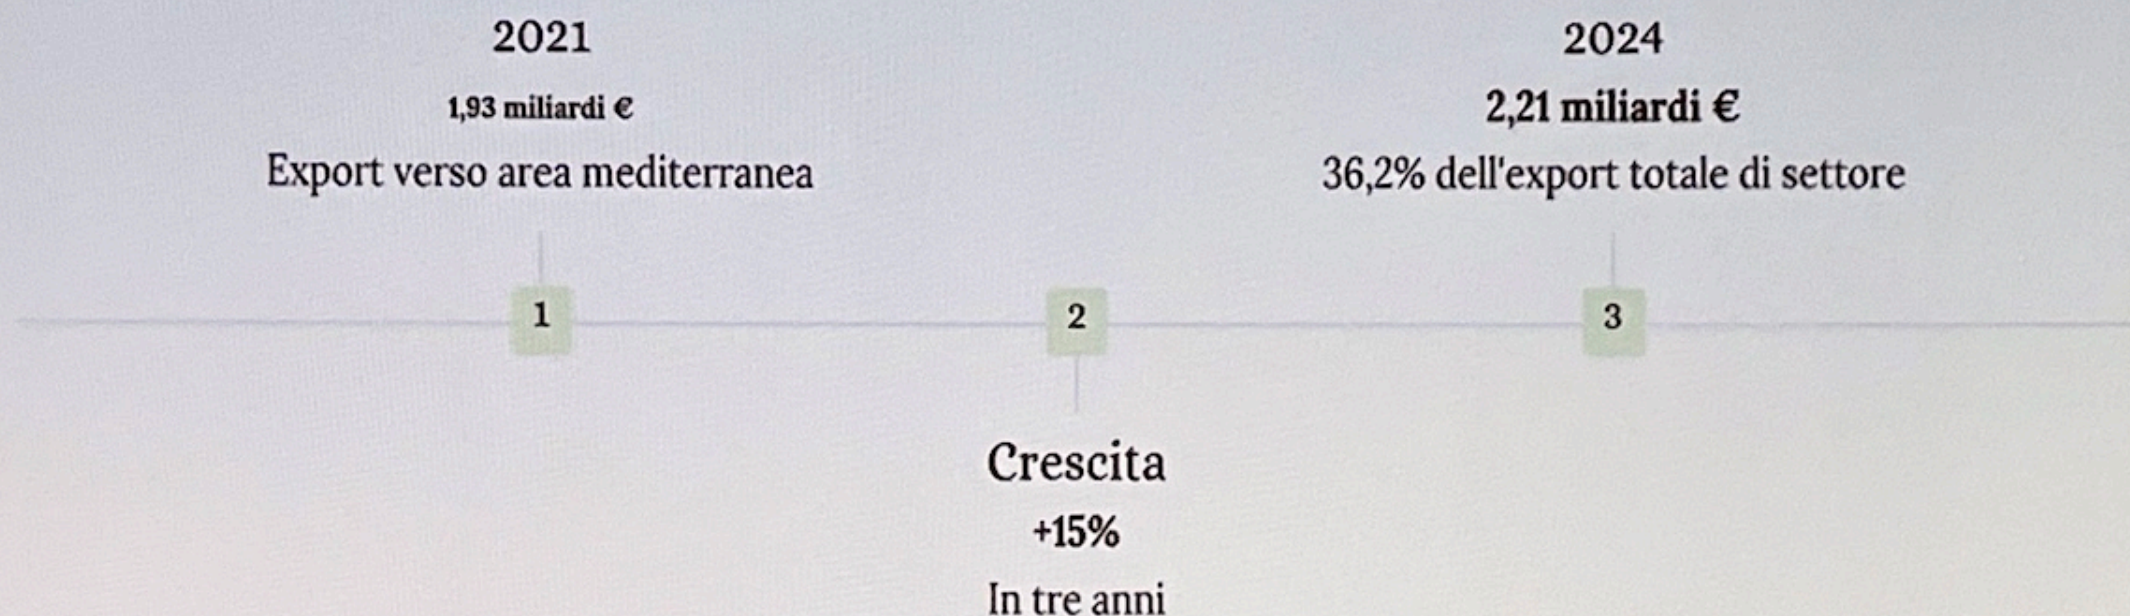 2021
1,93 miliardi €
Export verso area mediterranea
1
2
Crescita
+15%
In tre anni
2024
2,21 miliardi €
36,2% dell'export totale di settore
3